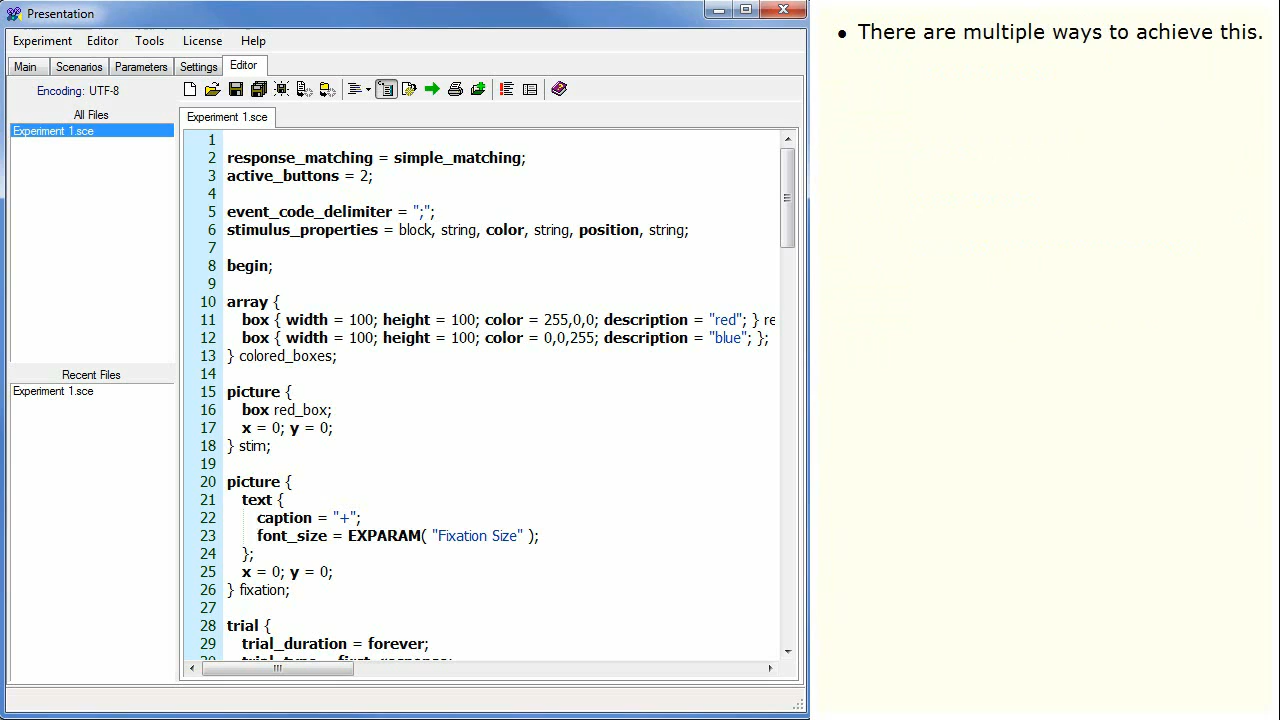 Presentation
Experiment Editor Tools License Help
Main Scenarios Parameters Settings Editor
Encoding: UTF-8
All Files
Experiment 1.sce
Recent Files
Experiment 1.sce
Experiment 1.sce
1
2 response_matching = simple_matching;
3 active_buttons = 2;
4
5 event_code_delimiter = ";";
6 stimulus_properties = block, string, color, string, position, string;
7
8 begin;
9
10 array {
11 box { width = 100; height = 100; color = 255,0,0; description = "red"; } re
12 box { width = 100; height = 100; color = 0,0,255; description = "blue"; };
13 } colored_boxes;
14
15 picture {
16 box red_box;
17 x = 0; y = 0;
18 } stim;
19
20 picture {
21 text {
22 caption = "+";
23 font_size = EXPARAM( "Fixation Size" );
24 };
25 x = 0; y = 0;
26 } fixation;
27
28 trial {
29 trial_duration = forever;
• There are multiple ways to achieve this.